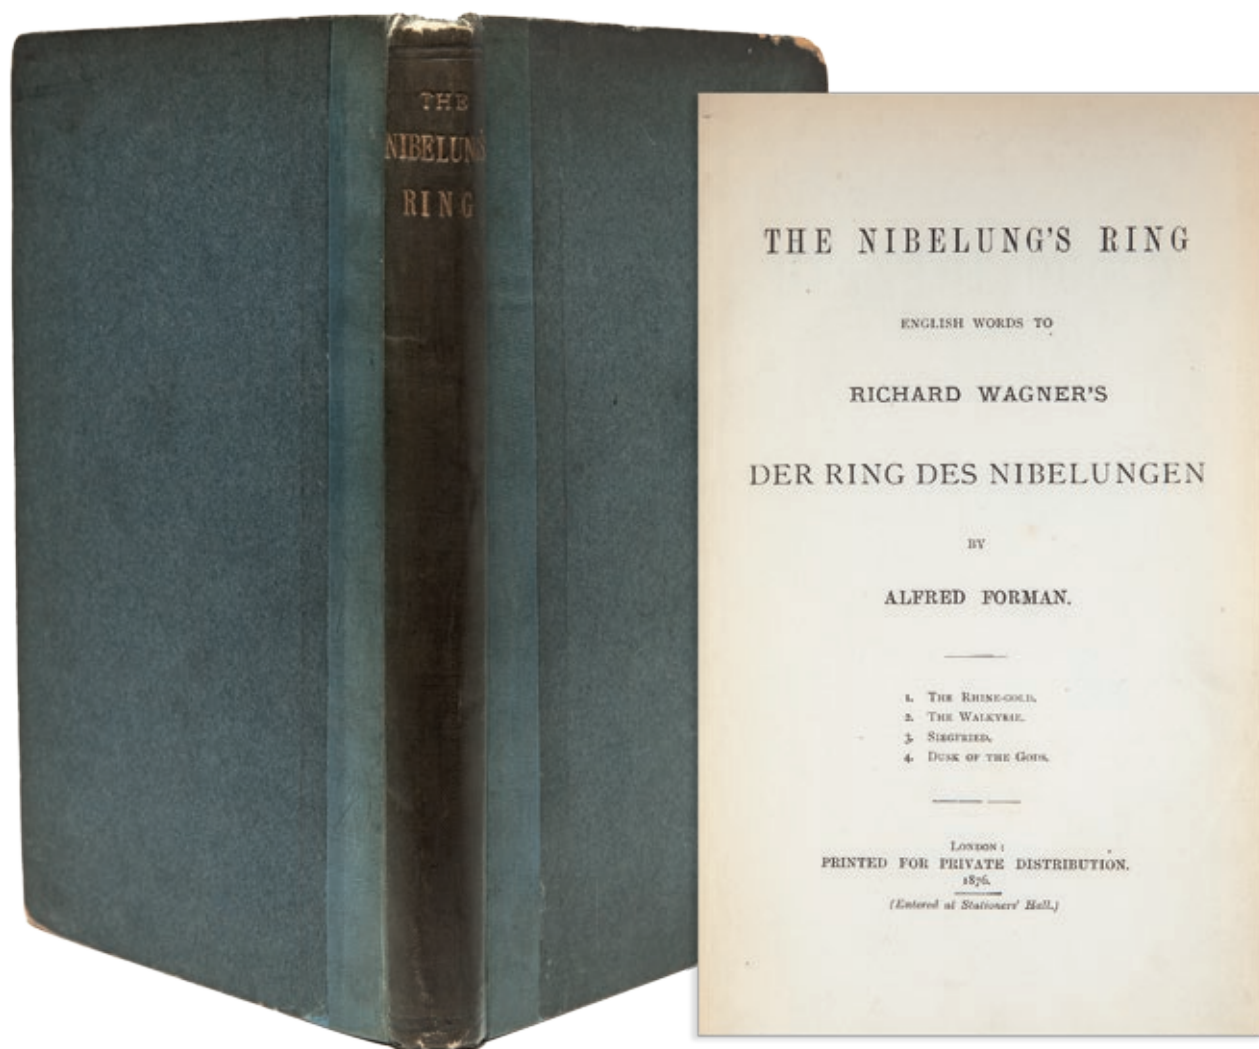 THE
NIBELUNG'S
RING
THE NIBELUNG'S RING
ENGLISH WORDS TO
RICHARD WAGNER'S
DER RING DES NIBELUNGEN
BY
ALFRED FORMAN.
1. THE RHINE-GOLD.
2. THE WALKYRIE.
3. SIEGFRIED.
4. DUSK OF THE GODS.
LONDON:
PRINTED FOR PRIVATE DISTRIBUTION.
1876.
(Entered at Stationers' Hall.)